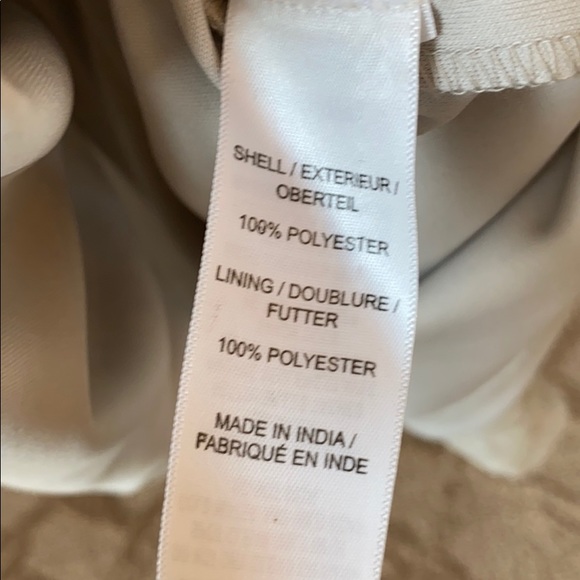 SHELL / EXTERIEUR /
OBERTEIL
100% POLYESTER
LINING / DOUBLURE /
FUTTER
100% POLYESTER
MADE IN INDIA /
FABRIQUÉ EN INDE